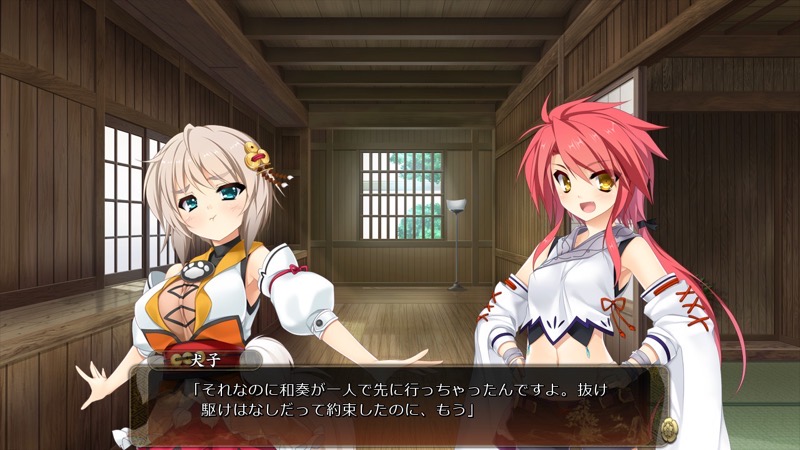 犬子
「それなのに和奏が一人で先に行っちゃったんですよ。抜け
駆けはなしだって約束したのに、もう」